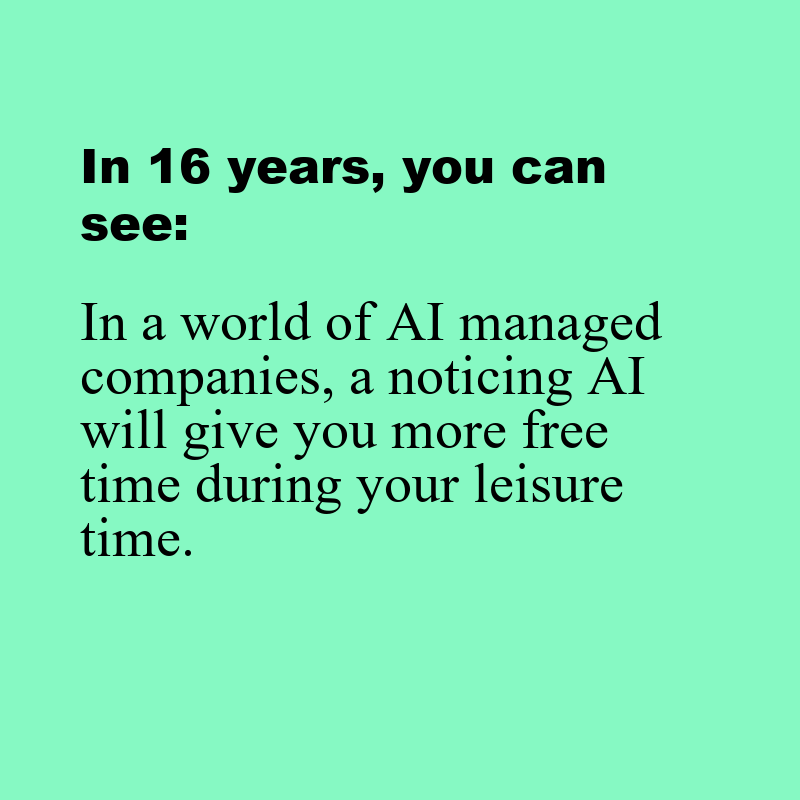 In 16 years, you can
see:
In a world of AI managed
companies, a noticing AI
will give you more free
time during your leisure
time.